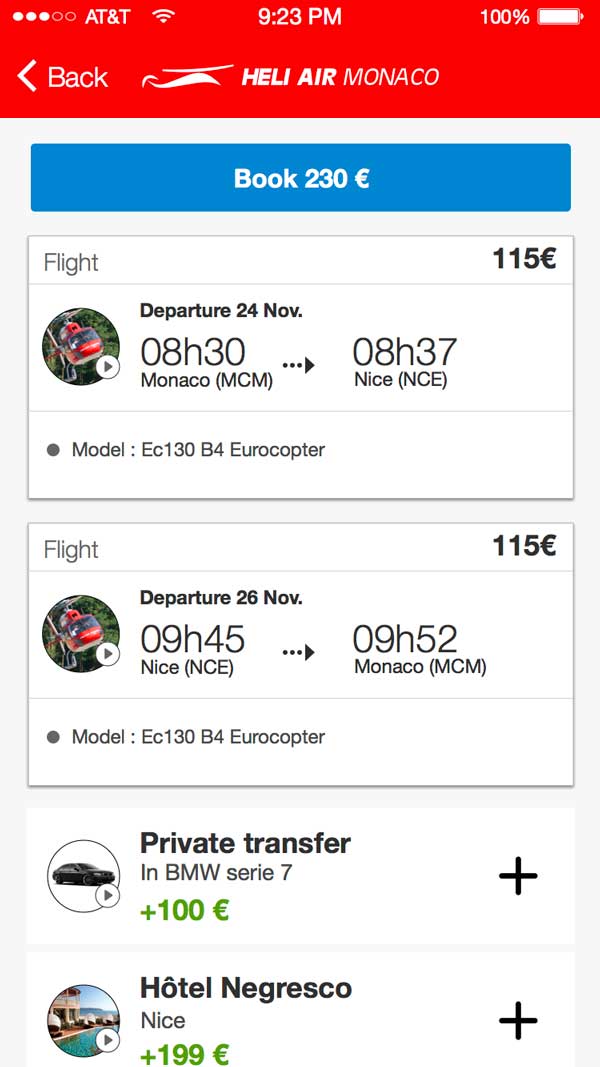 AT&T 9:23 PM 100%
Back HELI AIR MONACO
Book 230 €
Flight 115€
Departure 24 Nov.
08h30 08h37
Monaco (MCM) Nice (NCE)
Model : Ec130 B4 Eurocopter
Flight 115€
Departure 26 Nov.
09h45 09h52
Nice (NCE) Monaco (MCM)
Model : Ec130 B4 Eurocopter
Private transfer
In BMW serie 7
+100 €
Hôtel Negresco
Nice
+199 €